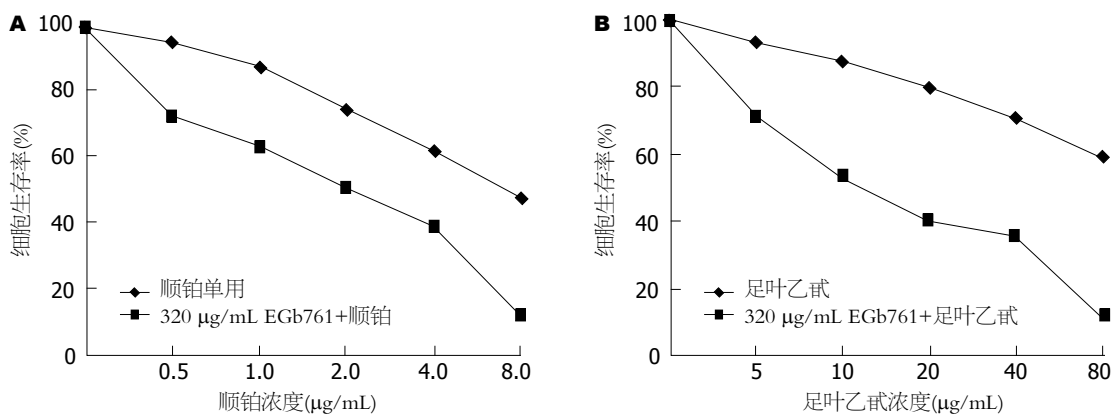 A
100
80
60
40
20
0
细胞生存率(%)
顺铂单用
320 μg/mL EGb761+顺铂
0.5 1.0 2.0 4.0 8.0
顺铂浓度(μg/mL)
B
100
80
60
40
20
0
细胞生存率(%)
足叶乙甙
320 μg/mL EGb761+足叶乙甙
5 10 20 40 80
足叶乙甙浓度(μg/mL)